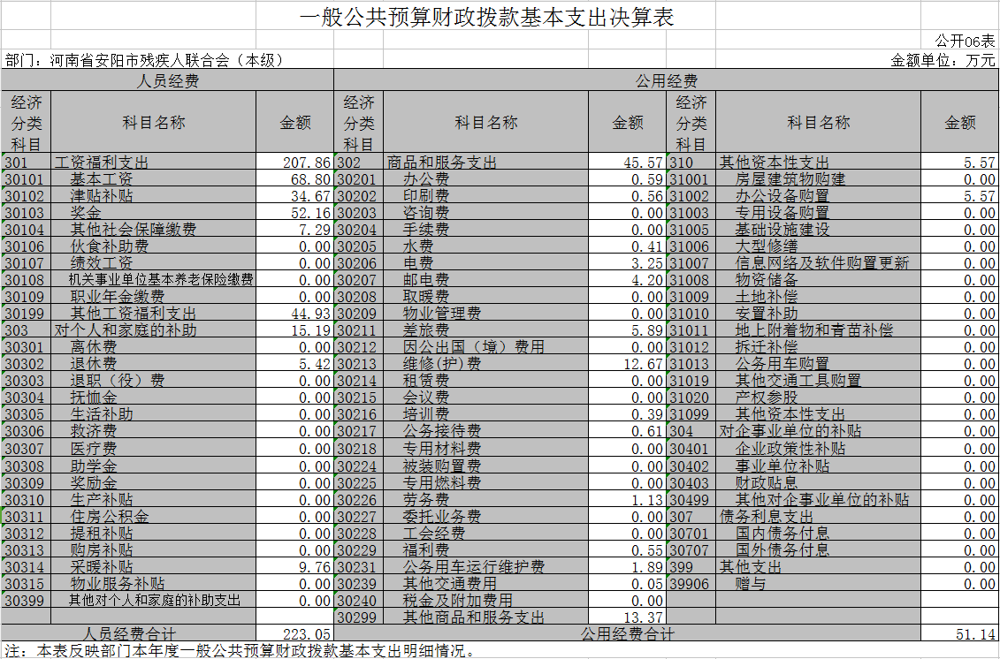 一般公共预算财政拨款基本支出决算表
公开06表
部门：河南省安阳市残疾人联合会（本级） 金额单位：万元
人员经费 公用经费
经济分类科目 科目名称 金额 经济分类科目 科目名称 金额 经济分类科目 科目名称 金额
301 工资福利支出 207.86 302 商品和服务支出 45.57 310 其他资本性支出 5.57
30101 基本工资 68.80 30201 办公费 0.59 31001 房屋建筑物购建 0.00
30102 津贴补贴 34.67 30202 印刷费 0.56 31002 办公设备购置 5.57
30103 奖金 52.16 30203 咨询费 0.00 31003 专用设备购置 0.00
30104 其他社会保障缴费 7.29 30204 手续费 0.00 31005 基础设施建设 0.00
30106 伙食补助费 0.00 30205 水费 0.41 31006 大型修缮 0.00
30107 绩效工资 0.00 30206 电费 3.25 31007 信息网络及软件购置更新 0.00
30108 机关事业单位基本养老保险缴费 0.00 30207 邮电费 4.20 31008 物资储备 0.00
30109 职业年金缴费 0.00 30208 取暖费 0.00 31009 土地补偿 0.00
30199 其他工资福利支出 44.93 30209 物业管理费 0.00 31010 安置补助 0.00
303 对个人和家庭的补助 15.19 30211 差旅费 5.89 31011 地上附着物和青苗补偿 0.00
30301 离休费 0.00 30212 因公出国（境）费用 0.00 31012 拆迁补偿 0.00
30302 退休费 5.42 30213 维修(护)费 12.67 31013 公务用车购置 0.00
30303 退职（役）费 0.00 30214 租赁费 0.00 31019 其他交通工具购置 0.00
30304 抚恤金 0.00 30215 会议费 0.00 31020 产权参股 0.00
30305 生活补助 0.00 30216 培训费 0.39 31099 其他资本性支出 0.00
30306 救济费 0.00 30217 公务接待费 0.61 304 对企事业单位的补贴 0.00
30307 医疗费 0.00 30218 专用材料费 0.00 30401 企业政策性补贴 0.00
30308 助学金 0.00 30224 被装购置费 0.00 30402 事业单位补贴 0.00
30309 奖励金 0.00 30225 专用燃料费 0.00 30403 财政贴息 0.00
30310 生产补贴 0.00 30226 劳务费 1.13 30499 其他对企事业单位的补贴 0.00
30311 住房公积金 0.00 30227 委托业务费 0.00 307 债务利息支出 0.00
30312 提租补贴 0.00 30228 工会经费 0.00 30701 国内债务付息 0.00
30313 购房补贴 0.00 30229 福利费 0.55 30707 国外债务付息 0.00
30314 采暖补贴 9.76 30231 公务用车运行维护费 1.89 399 其他支出 0.00
30315 物业服务补贴 0.00 30239 其他交通费用 0.05 39906 赠与 0.00
30399 其他对个人和家庭的补助支出 0.00 30240 税金及附加费用 0.00
30299 其他商品和服务支出 13.37
人员经费合计 223.05 公用经费合计 51.14
注：本表反映部门本年度一般公共预算财政拨款基本支出明细情况。